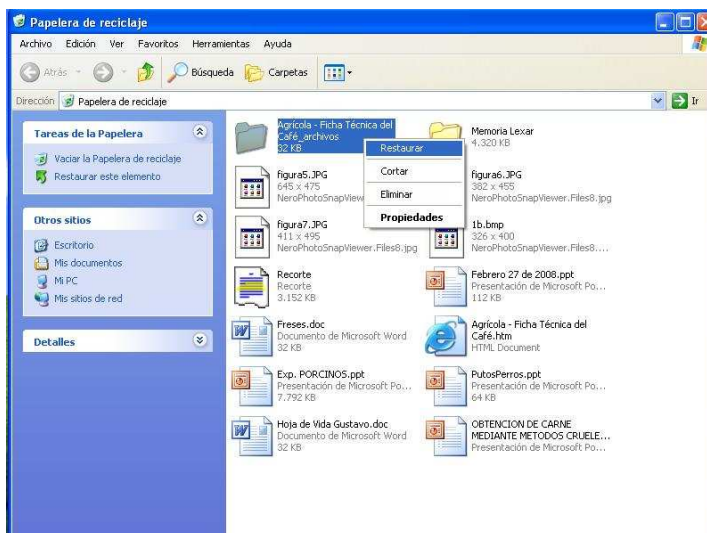 Papelera de reciclaje
Archivo Edición Ver Favoritos Herramientas Ayuda
Atrás Búsqueda Carpetas
Dirección Papelera de reciclaje Ir
Tareas de la Papelera
Vaciar la Papelera de reciclaje
Restaurar este elemento
Otros sitios
Escritorio
Mis documentos
Mi PC
Mis sitios de red
Detalles
Agrícola - Ficha Técnica del
Café_archivos
32 KB
Memoria Lexar
4.320 KB
Restaurar
Cortar
Eliminar
Propiedades
figura5.JPG
645 x 475
NeroPhotoSnapView
figura6.JPG
382 x 455
NeroPhotoSnapViewer.Files8.jpg
figura7.JPG
411 x 495
NeroPhotoSnapViewer.Files8.jpg
1b.bmp
326 x 400
NeroPhotoSnapViewer.Files8....
Recorte
Recorte
3.152 KB
Febrero 27 de 2008.ppt
Presentación de Microsoft Po...
112 KB
Freses.doc
Documento de Microsoft Word
32 KB
Agrícola - Ficha Técnica del
Café.htm
HTML Document
Exp. PORCINOS.ppt
Presentación de Microsoft Po...
7.792 KB
PutosPerros.ppt
Presentación de Microsoft Po...
64 KB
Hoja de Vida Gustavo.doc
Documento de Microsoft Word
32 KB
OBTENCION DE CARNE
MEDIANTE METODOS CRUELE...
Presentación de Microsoft Po...